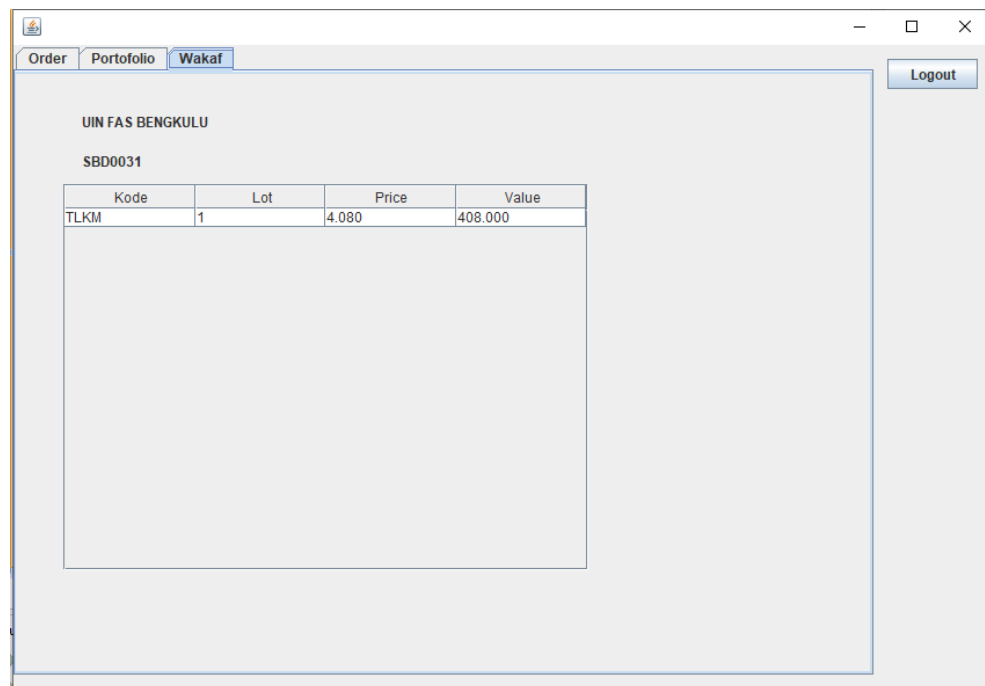 Order Portofolio Wakaf
Logout
UIN FAS BENGKULU
SBD0031
Kode Lot Price Value
TLKM 1 4.080 408.000